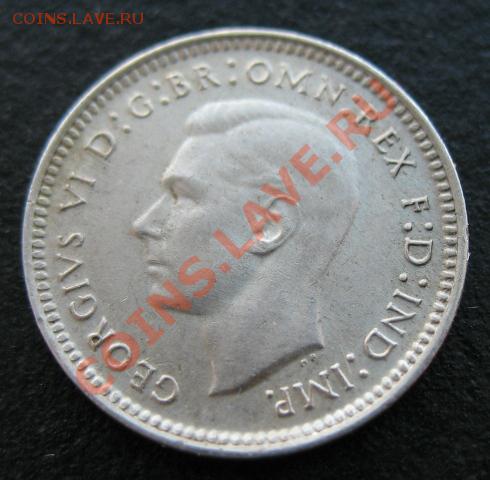 COINS.LAVE.RU
GEORGIVS VI D:G:BR:OMN REX F:D:IND:IMP.
COINS.LAVE.RU